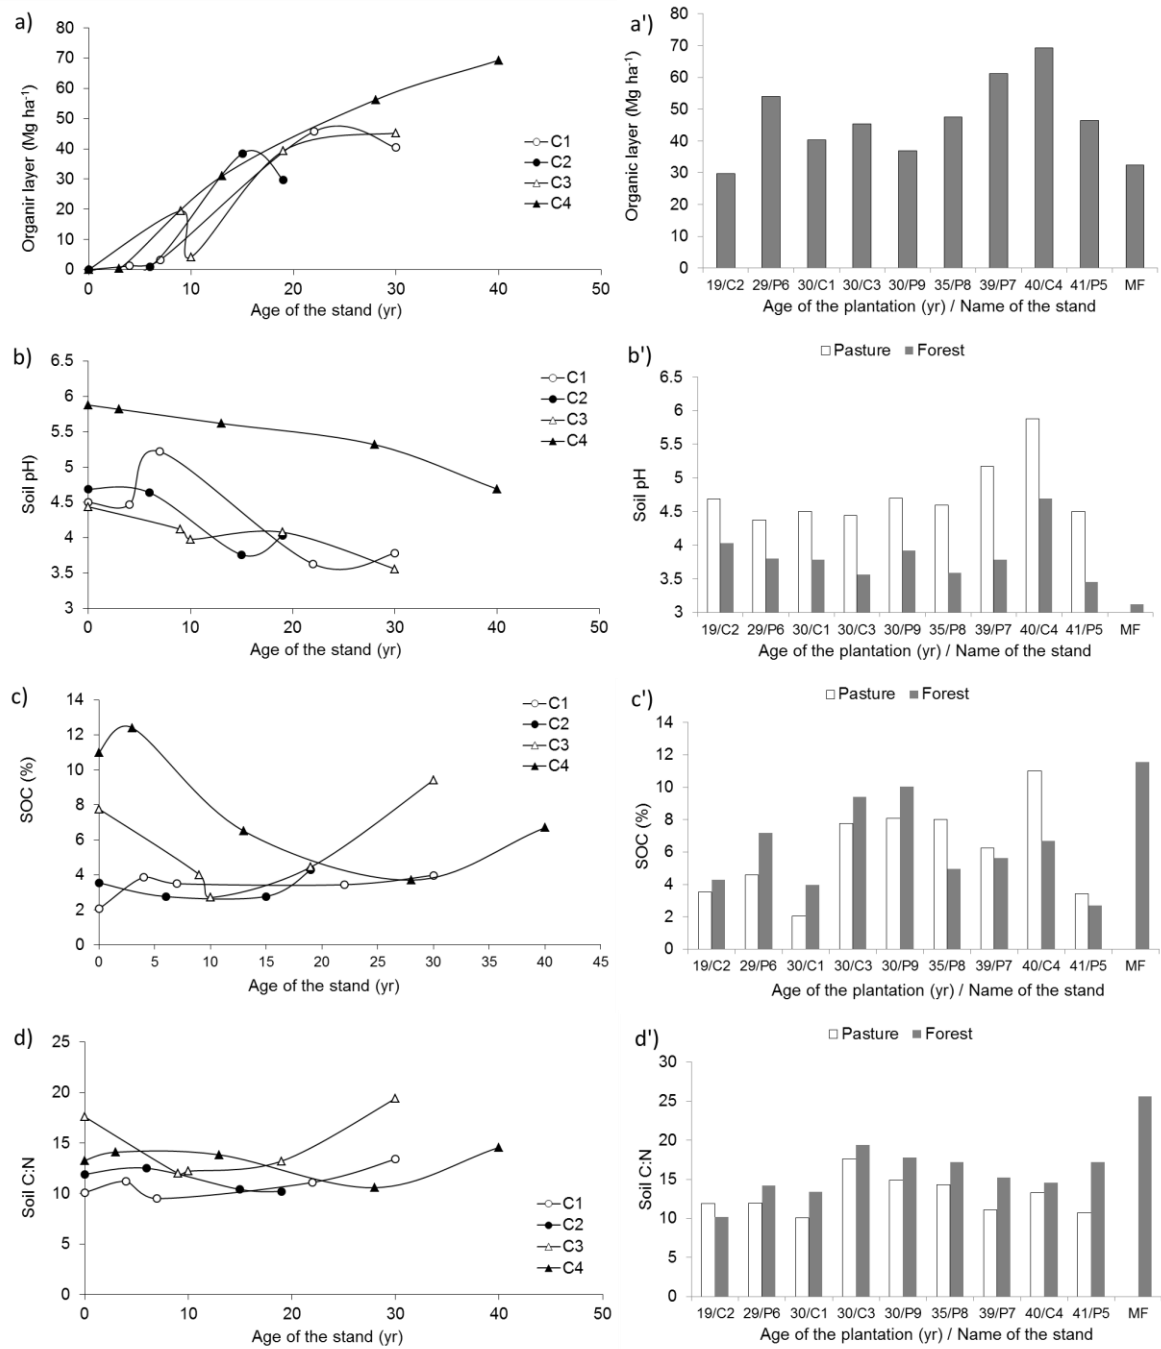 a)
80
70
60
50
40
30
20
10
0
Organir layer (Mg ha⁻¹)
C1
C2
C3
C4
0 10 20 30 40 50
Age of the stand (yr)
a')
80
70
60
50
40
30
20
10
0
Organic layer (Mg ha⁻¹)
19/C2 29/P6 30/C1 30/C3 30/P9 35/P8 39/P7 40/C4 41/P5 MF
Age of the plantation (yr) / Name of the stand
b)
6.5
6
5.5
5
4.5
4
3.5
3
Soil pH)
C1
C2
C3
C4
0 10 20 30 40 50
Age of the stand (yr)
b')
Pasture Forest
6.5
6
5.5
5
4.5
4
3.5
3
Soil pH
19/C2 29/P6 30/C1 30/C3 30/P9 35/P8 39/P7 40/C4 41/P5 MF
Age of the plantation (yr) / Name of the stand
c)
14
12
10
8
6
4
2
0
SOC (%)
C1
C2
C3
C4
0 5 10 15 20 25 30 35 40 45
Age of the stand (yr)
c')
Pasture Forest
14
12
10
8
6
4
2
0
SOC (%)
19/C2 29/P6 30/C1 30/C3 30/P9 35/P8 39/P7 40/C4 41/P5 MF
Age of the plantation (yr) / Name of the stand
d)
25
20
15
10
5
0
Soil C:N
C1
C2
C3
C4
0 10 20 30 40 50
Age of the stand (yr)
d')
Pasture Forest
30
25
20
15
10
5
0
Soil C:N
19/C2 29/P6 30/C1 30/C3 30/P9 35/P8 39/P7 40/C4 41/P5 MF
Age of the plantation (yr) / Name of the stand